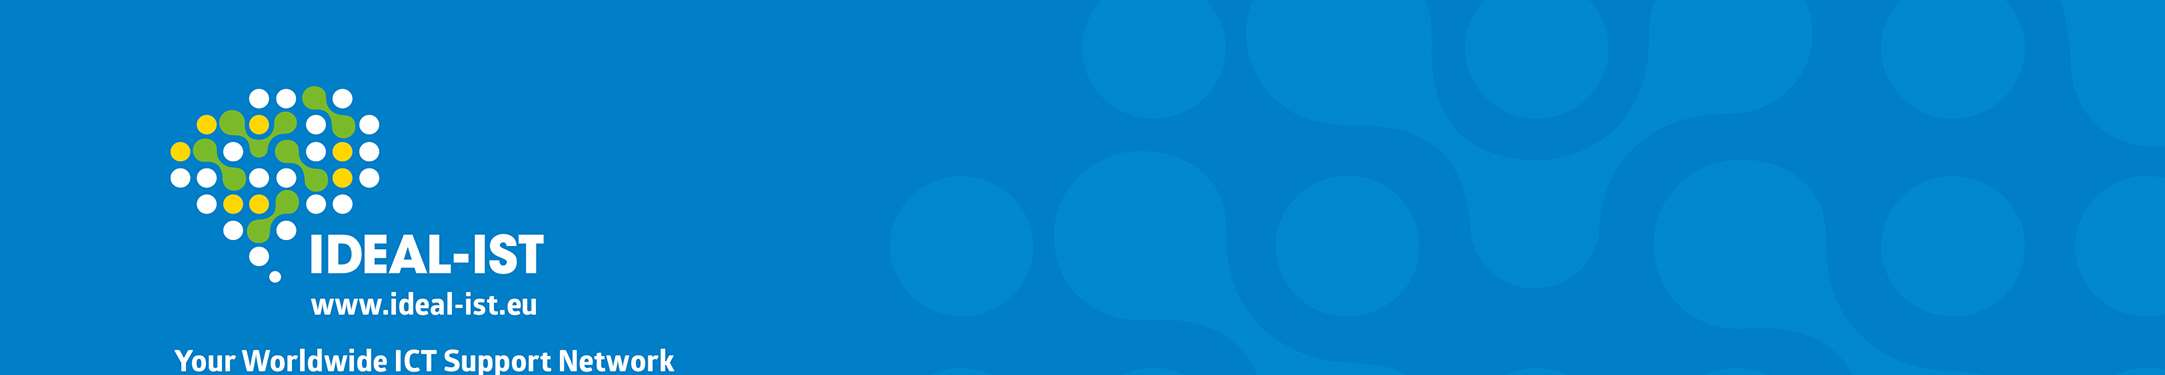 IDEAL-IST
www.ideal-ist.eu
Your Worldwide ICT Support Network